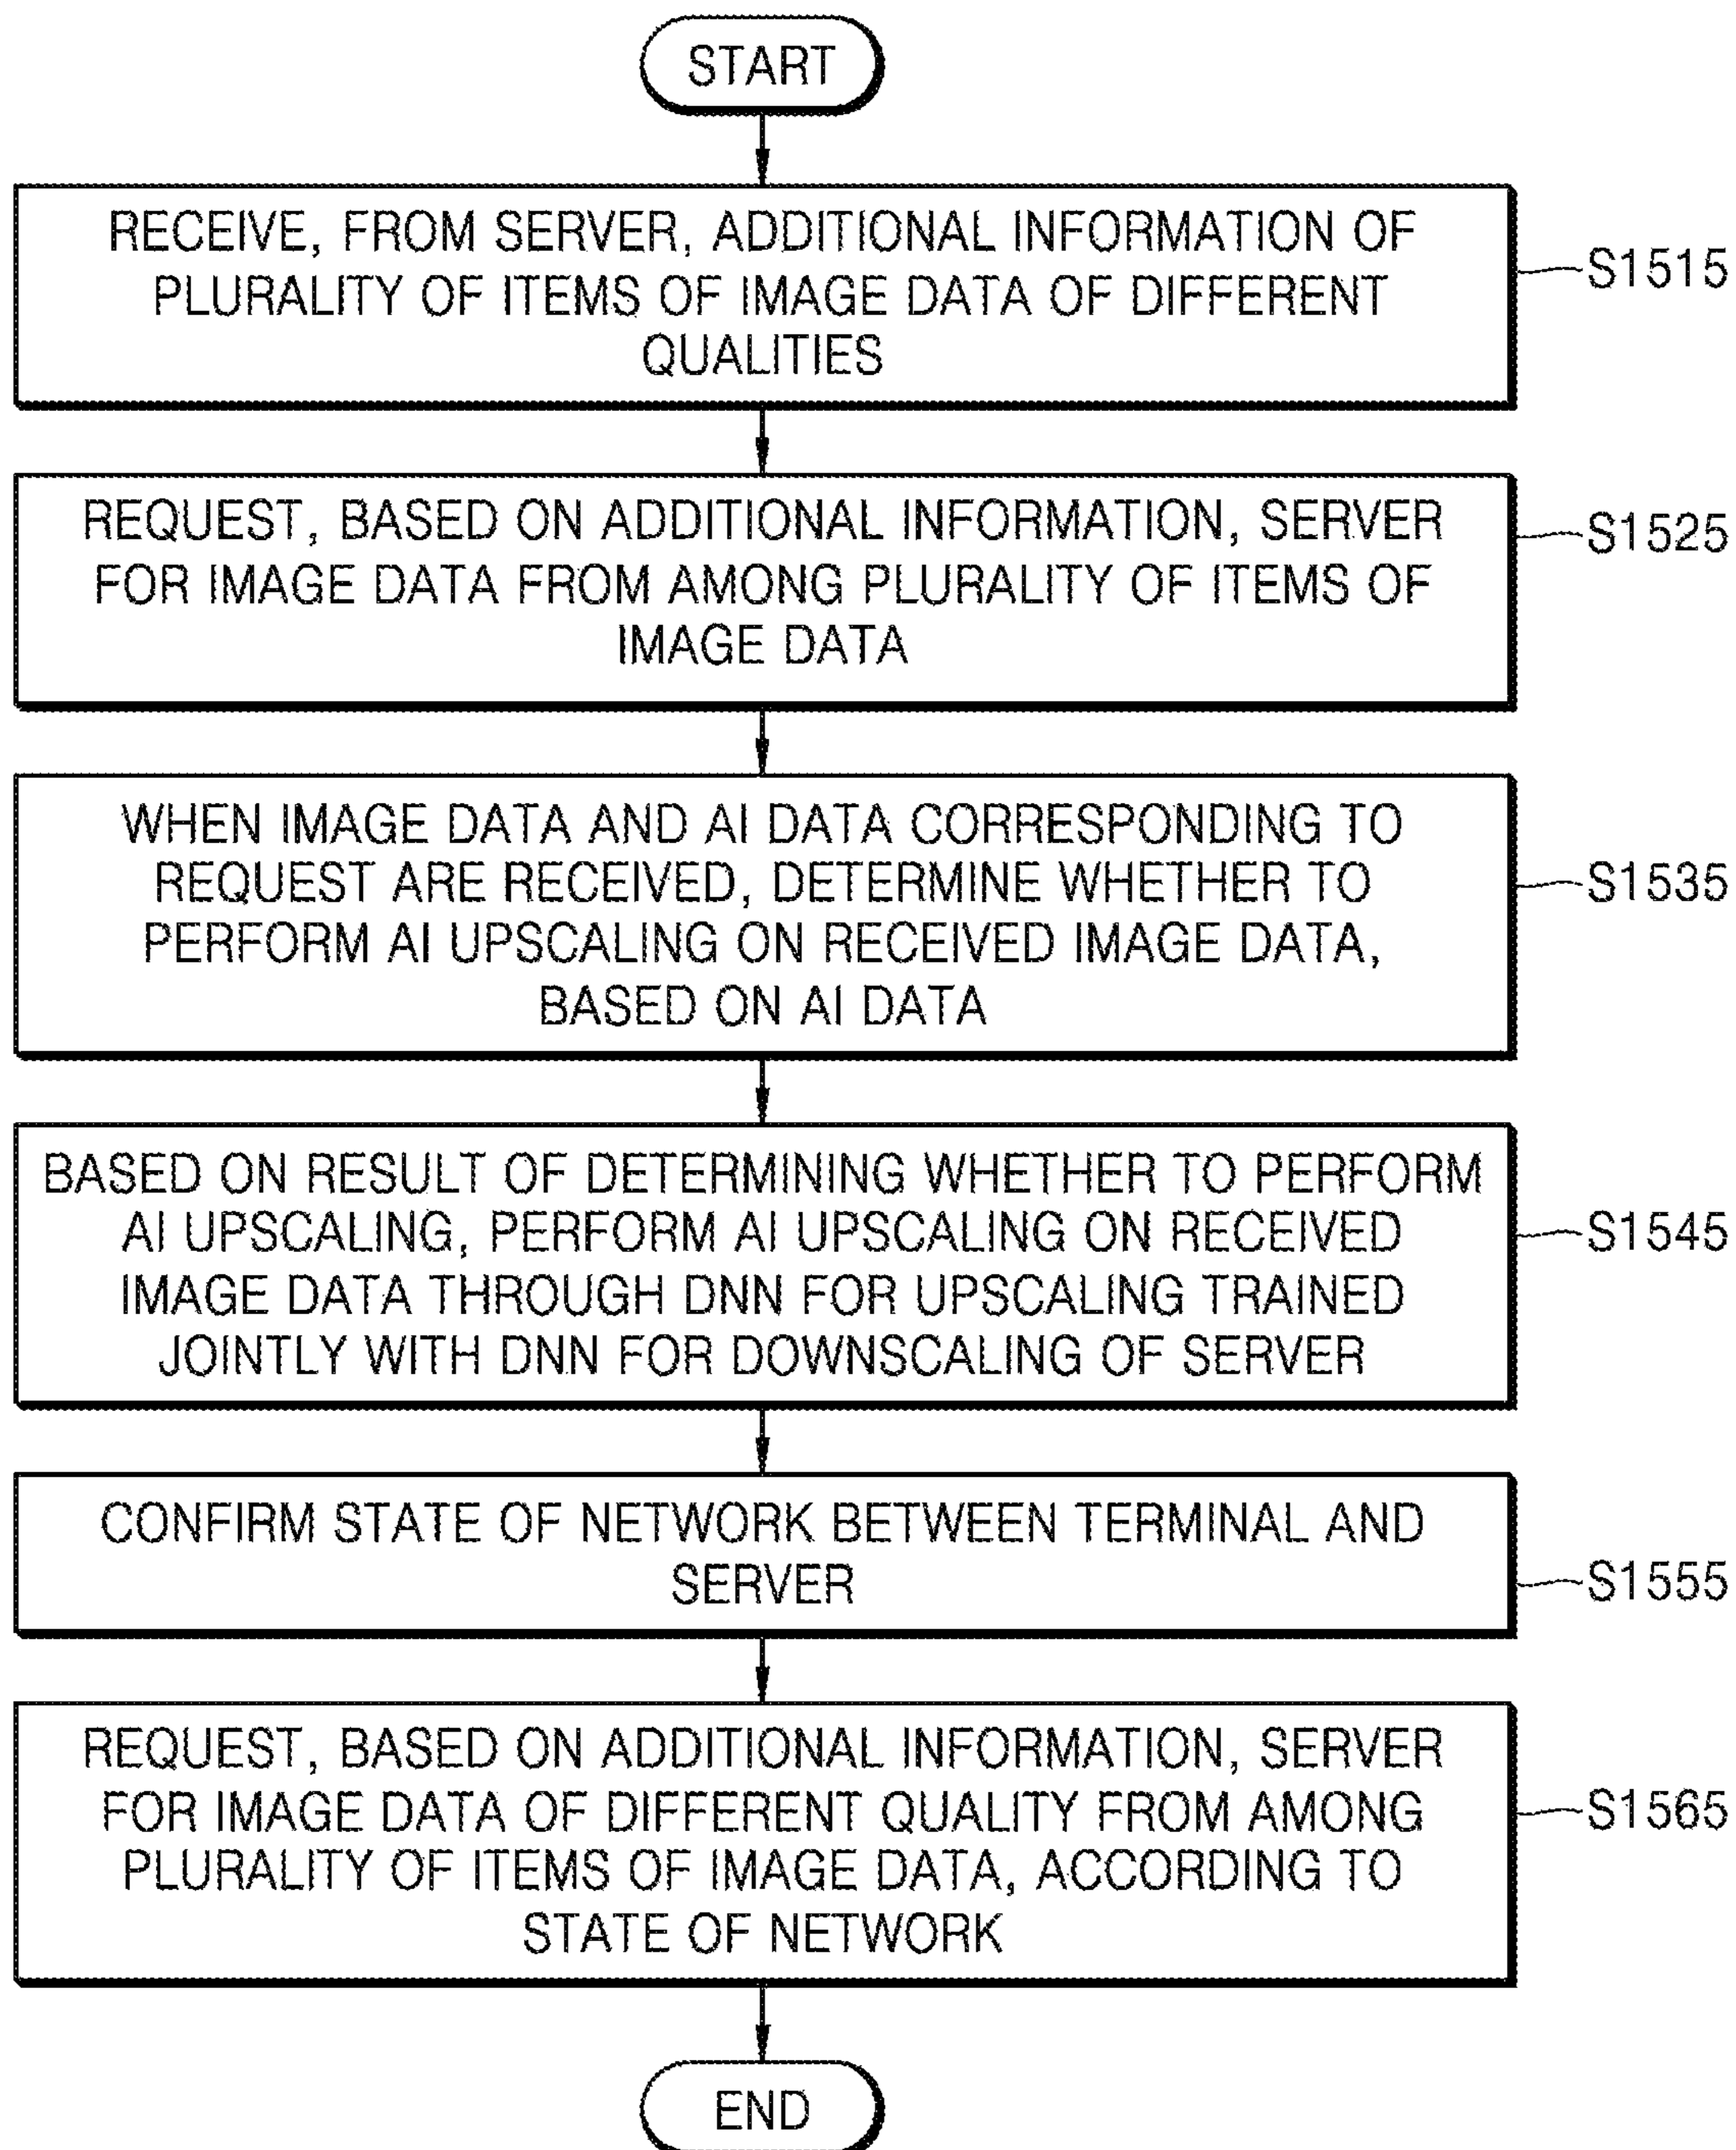 START
RECEIVE, FROM SERVER, ADDITIONAL INFORMATION OF
PLURALITY OF ITEMS OF IMAGE DATA OF DIFFERENT
QUALITIES
S1515
REQUEST, BASED ON ADDITIONAL INFORMATION, SERVER
FOR IMAGE DATA FROM AMONG PLURALITY OF ITEMS OF
IMAGE DATA
S1525
WHEN IMAGE DATA AND AI DATA CORRESPONDING TO
REQUEST ARE RECEIVED, DETERMINE WHETHER TO
PERFORM AI UPSCALING ON RECEIVED IMAGE DATA,
BASED ON AI DATA
S1535
BASED ON RESULT OF DETERMINING WHETHER TO PERFORM
AI UPSCALING, PERFORM AI UPSCALING ON RECEIVED
IMAGE DATA THROUGH DNN FOR UPSCALING TRAINED
JOINTLY WITH DNN FOR DOWNSCALING OF SERVER
S1545
CONFIRM STATE OF NETWORK BETWEEN TERMINAL AND
SERVER
S1555
REQUEST, BASED ON ADDITIONAL INFORMATION, SERVER
FOR IMAGE DATA OF DIFFERENT QUALITY FROM AMONG
PLURALITY OF ITEMS OF IMAGE DATA, ACCORDING TO
STATE OF NETWORK
S1565
END